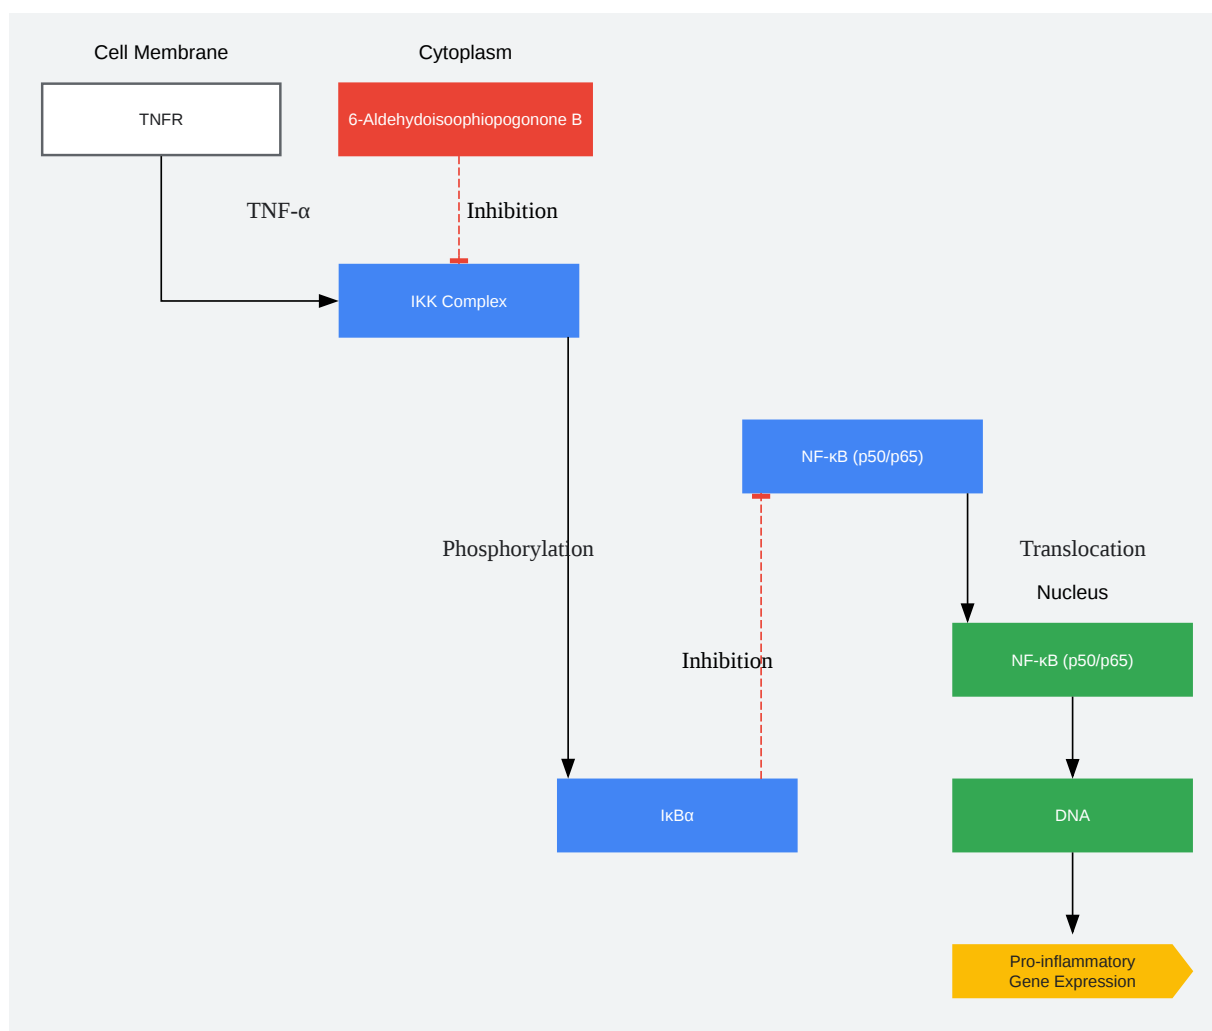 Cell Membrane
Cytoplasm
TNFR
6-Aldehydoisoophiopogonone B
TNF-α
Inhibition
IKK Complex
NF-κB (p50/p65)
Phosphorylation
Translocation
Nucleus
Inhibition
NF-κB (p50/p65)
IκBα
DNA
Pro-inflammatory
Gene Expression